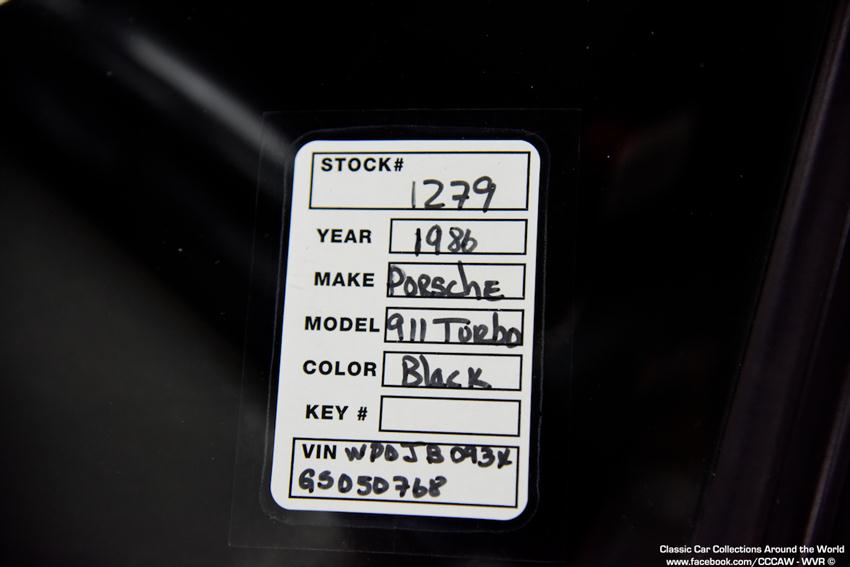 STOCK#
1279
YEAR 1986
MAKE PORSChE
MODEL 911 TURbO
COLOR Black
KEY #
VIN WPOJB093X
GS050768
Classic Car Collections Around the World
www.facebook.com/CCCAW - WVR ©